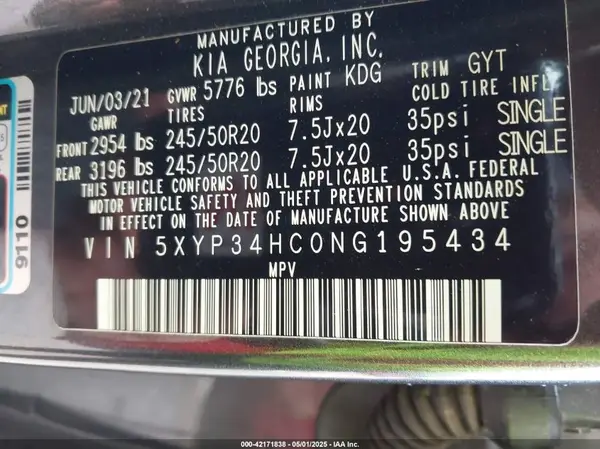 MANUFACTURED BY
KIA GEORGIA, INC.
JUN/03/21 GVWR 5776 lbs PAINT KDG TRIM GYT
GAWR TIRES RIMS COLD TIRE INFL
FRONT 2954 lbs 245/50R20 7.5Jx20 35psi SINGLE
REAR 3196 lbs 245/50R20 7.5Jx20 35psi SINGLE
THIS VEHICLE CONFORMS TO ALL APPLICABLE U.S.A. FEDERAL
MOTOR VEHICLE SAFETY AND THEFT PREVENTION STANDARDS
IN EFFECT ON THE DATE OF MANUFACTURE SHOWN ABOVE
VIN 5XYP34HC0NG195434
MPV
9110
000-42171838 - 05/01/2025 - IAA Inc.